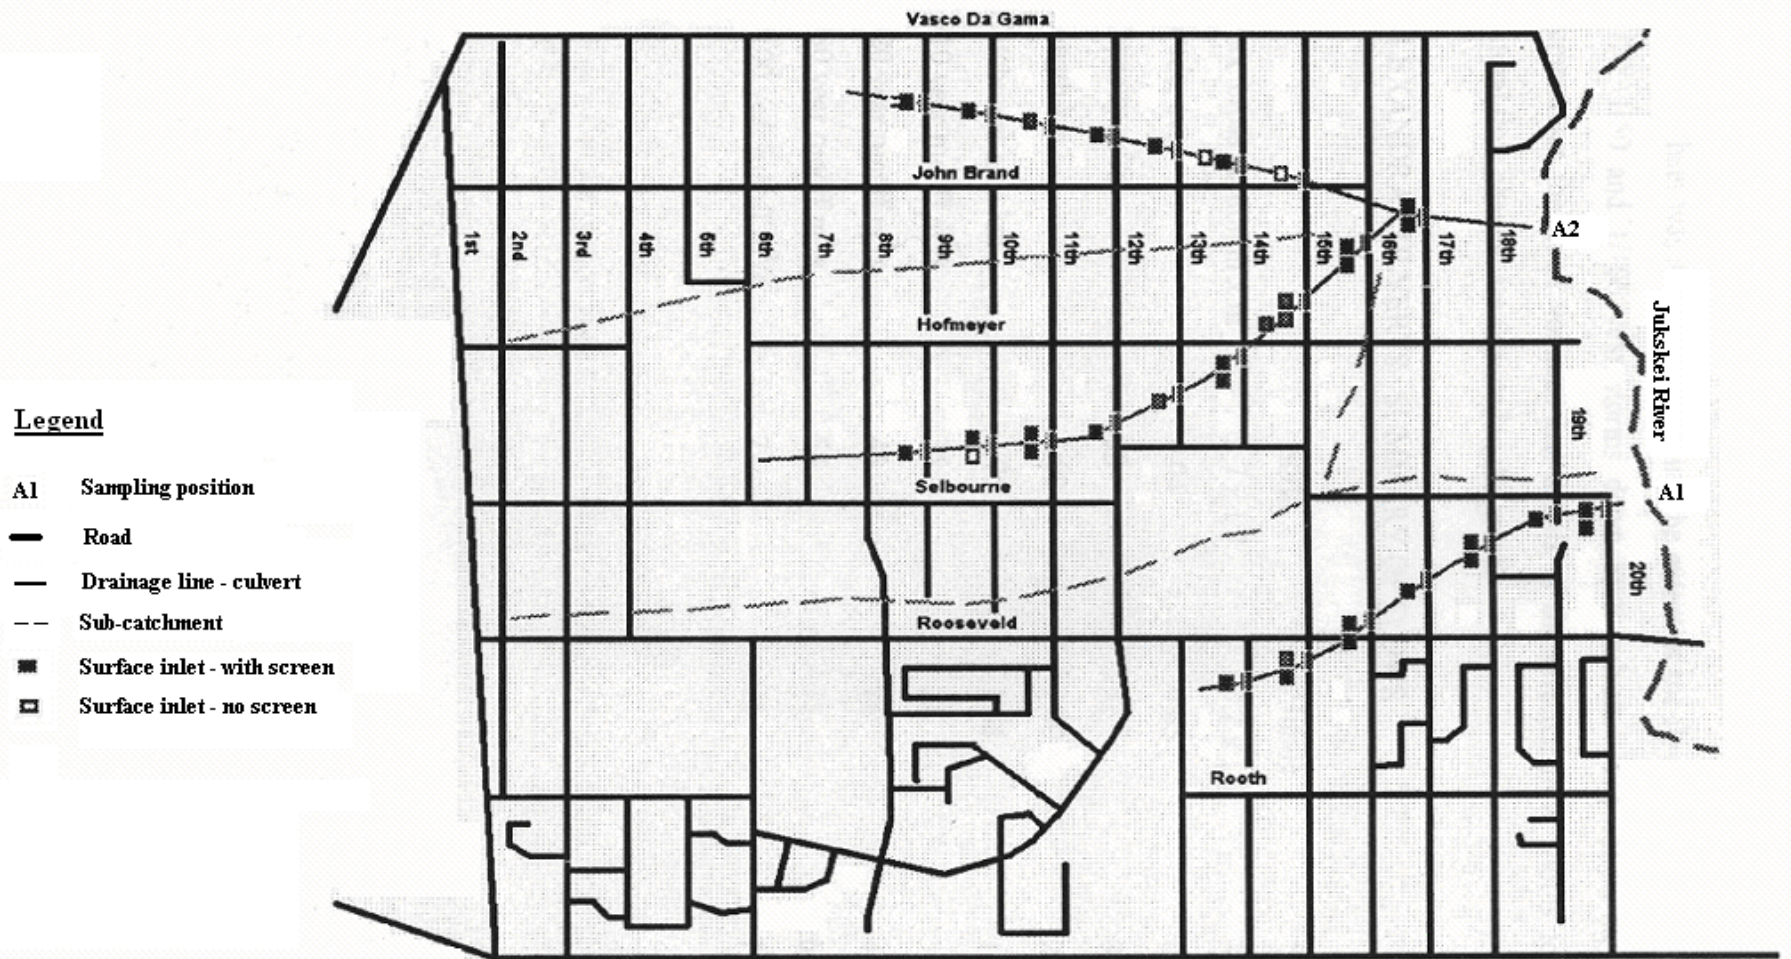 Vasco Da Gama
John Brand
1st
2nd
3rd
4th
5th
6th
7th
8th
9th
10th
11th
12th
13th
14th
15th
16th
17th
18th
A2
Hofmeyer
Jukskei River
19th
Legend
A1 Sampling position
Road
Drainage line - culvert
Sub-catchment
Surface inlet - with screen
Surface inlet - no screen
Selbourne
A1
20th
Rooseveld
Rooth